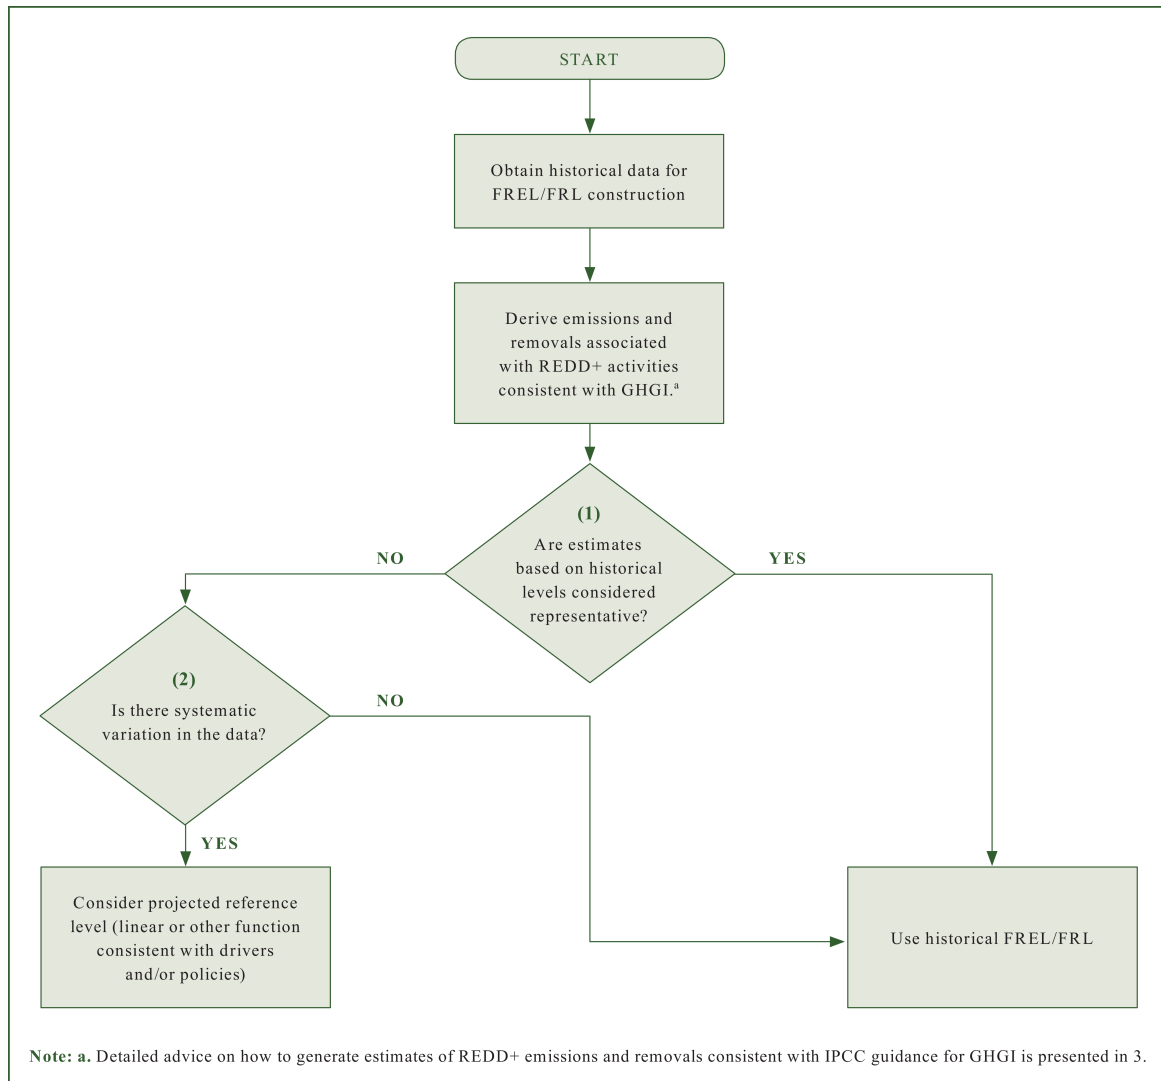 START
Obtain historical data for
FREL/FRL construction
Derive emissions and
removals associated
with REDD+ activities
consistent with GHGI.a
(1)
Are estimates
based on historical
levels considered
representative?
NO
YES
(2)
Is there systematic
variation in the data?
NO
YES
Consider projected reference
level (linear or other function
consistent with drivers
and/or policies)
Use historical FREL/FRL
Note: a. Detailed advice on how to generate estimates of REDD+ emissions and removals consistent with IPCC guidance for GHGI is presented in 3.